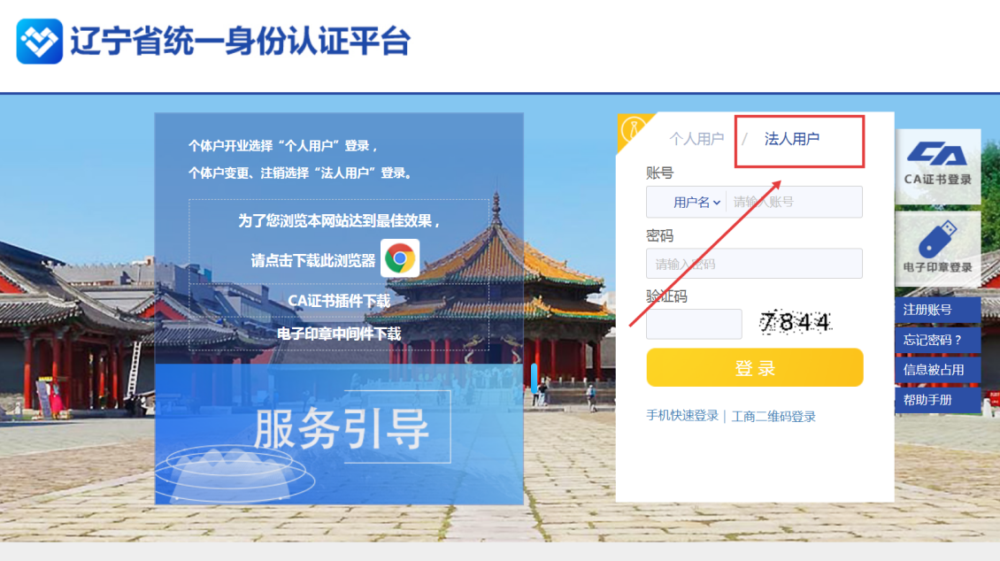 辽宁省统一身份认证平台
个体户开业选择“个人用户”登录，
个体户变更、注销选择“法人用户”登录。
为了您浏览本网站达到最佳效果，
请点击下载此浏览器
CA证书插件下载
电子印章中间件下载
服务引导
个人用户 / 法人用户
账号
用户名 请输入账号
密码
请输入密码
验证码
7844
登录
手机快速登录 | 工商二维码登录
CA
CA证书登录
电子印章登录
注册账号
忘记密码？
信息被占用
帮助手册